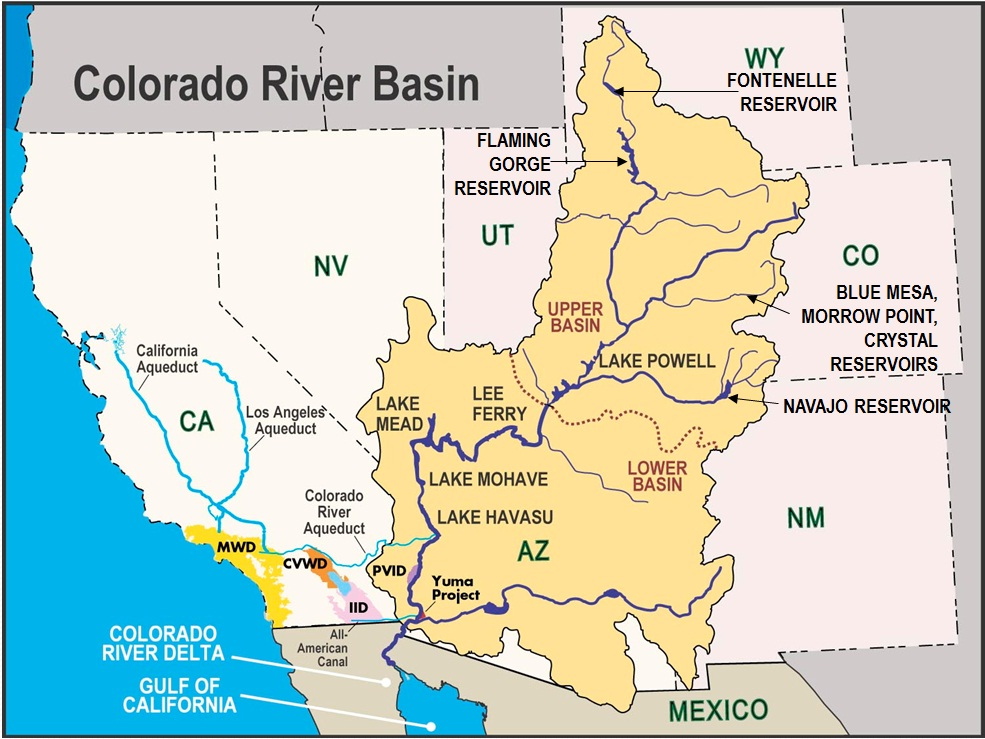 Colorado River Basin
WY
FONTENELLE
RESERVOIR
FLAMING
GORGE
RESERVOIR
UT
NV
CO
UPPER
BASIN
BLUE MESA,
MORROW POINT,
CRYSTAL
RESERVOIRS
California
Aqueduct
LAKE POWELL
CA
Los Angeles
Aqueduct
LAKE
MEAD
LEE
FERRY
NAVAJO RESERVOIR
LOWER
BASIN
LAKE MOHAVE
Colorado
River
Aqueduct
LAKE HAVASU
NM
AZ
MWD
CVWD
PVID
Yuma
Project
IID
All-
American
Canal
COLORADO
RIVER DELTA
GULF OF
CALIFORNIA
MEXICO